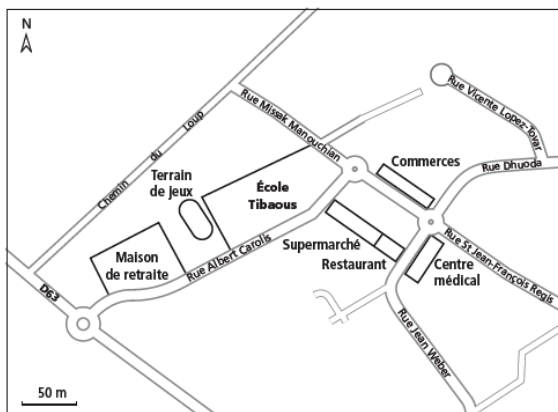 N
Rue Vicente Lopez-Tovar
Rue Missak Manouchian
Chemin du Loup
Commerces
Rue Dhuoda
Terrain
de jeux
École
Tibaous
Maison
de retraite
Rue Albert Carolis
Supermarché
Restaurant
Rue St Jean-François Regis
Centre
médical
D63
Rue Jean Weber
50 m